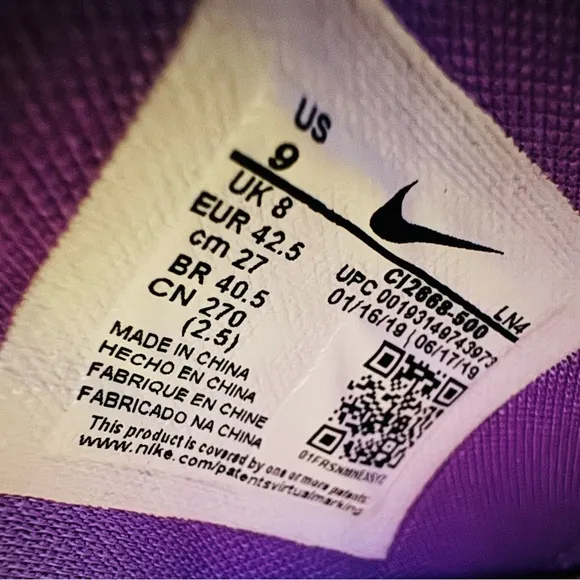 US
9
UK 8
EUR 42.5
cm 27
BR 40.5
CN 270
(2.5)
CI2668-500 LN4
UPC 00193149743973
01/16/19 | 06/17/19
MADE IN CHINA
HECHO EN CHINA
FABRIQUE EN CHINE
FABRICADO NA CHINA
This product is covered by one or more patents:
www.nike.com/patentsvirtualmarking